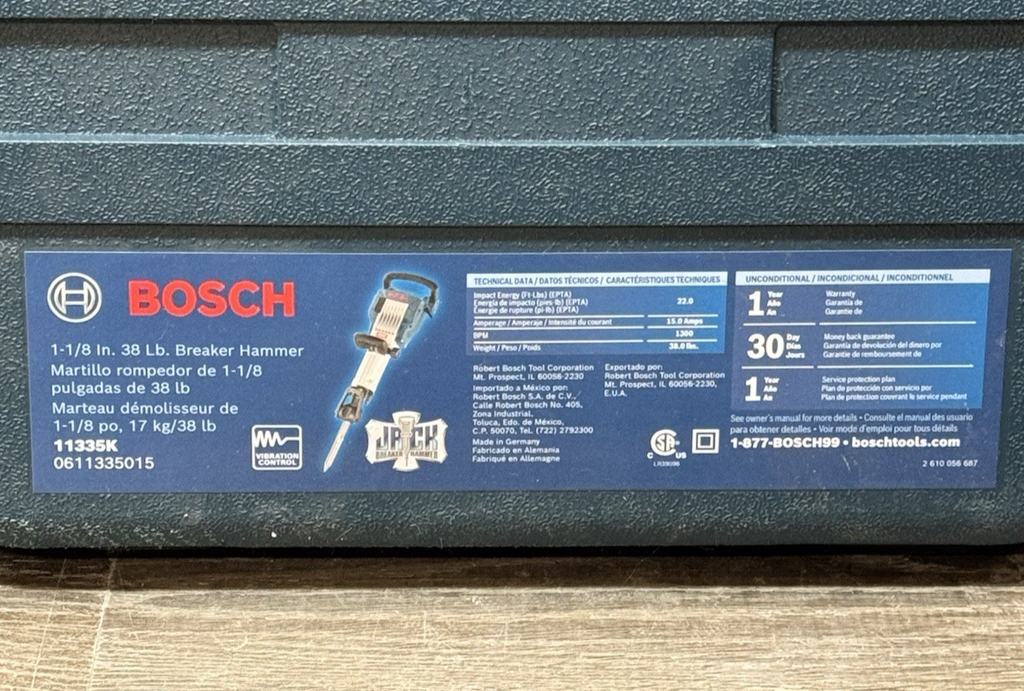 BOSCH
1-1/8 In. 38 Lb. Breaker Hammer
Martillo rompedor de 1-1/8
pulgadas de 38 lb
Marteau démolisseur de
1-1/8 po, 17 kg/38 lb
11335K
0611335015
VIBRATION
CONTROL
JACK
BREAKER HAMMER
TECHNICAL DATA / DATOS TÉCNICOS / CARACTÉRISTIQUES TECHNIQUES
Impact Energy (Ft-Lbs) (EPTA)
Energía de impacto (pies-lb) (EPTA)
Énergie de rupture (pi-lb) (EPTA)
22.0
Amperage / Amperaje / Intensité du courant 15.0 Amps
BPM 1300
Weight / Peso / Poids 38.0 lbs.
Robert Bosch Tool Corporation
Mt. Prospect, IL 60056-2230
Importado a México por:
Robert Bosch S.A. de C.V.,
Calle Robert Bosch No. 405,
Zona Industrial,
Toluca, Edo. de México,
C.P. 50070, Tel. (722) 2792300
Made in Germany
Fabricado en Alemania
Fabriqué en Allemagne
Exportado por:
Robert Bosch Tool Corporation
Mt. Prospect, IL 60056-2230,
E.U.A.
C SA US
LR39098
UNCONDITIONAL / INCONDICIONAL / INCONDITIONNEL
1 Year Año An
Warranty
Garantía de
Garantie de
30 Day Días Jours
Money back guarantee
Garantía de devolución del dinero por
Garantie de remboursement de
1 Year Año An
Service protection plan
Plan de protección con servicio por
Plan de protection couvrant le service pendant
See owner's manual for more details • Consulte el manual des usuario
para obtener detalles • Voir mode d'emploi pour tous détails
1-877-BOSCH99 • boschtools.com
2 610 056 687